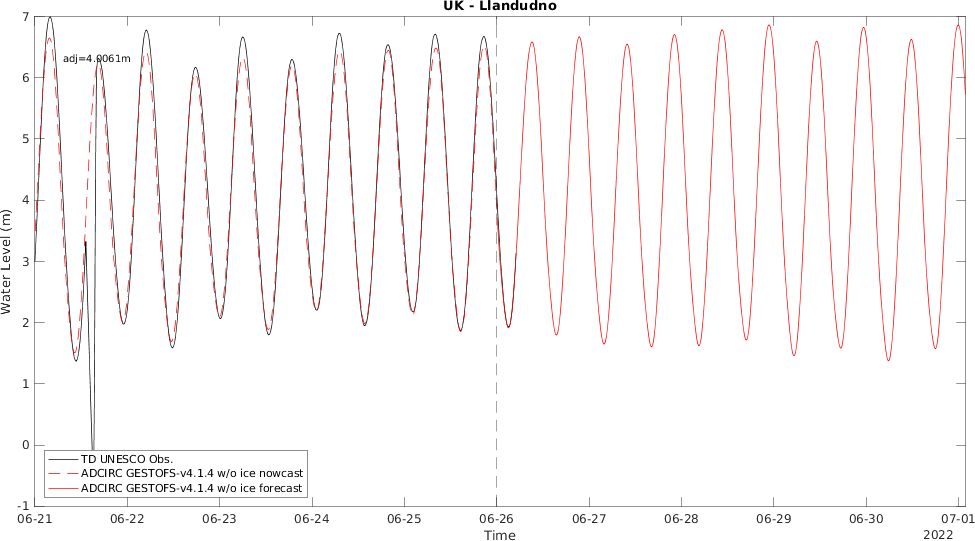 UK - Llandudno
7
6
5
4
3
2
1
0
-1
Water Level (m)
adj=4.0061m
TD UNESCO Obs.
ADCIRC GESTOFS-v4.1.4 w/o ice nowcast
ADCIRC GESTOFS-v4.1.4 w/o ice forecast
06-21 06-22 06-23 06-24 06-25 06-26 06-27 06-28 06-29 06-30 07-01
Time
2022